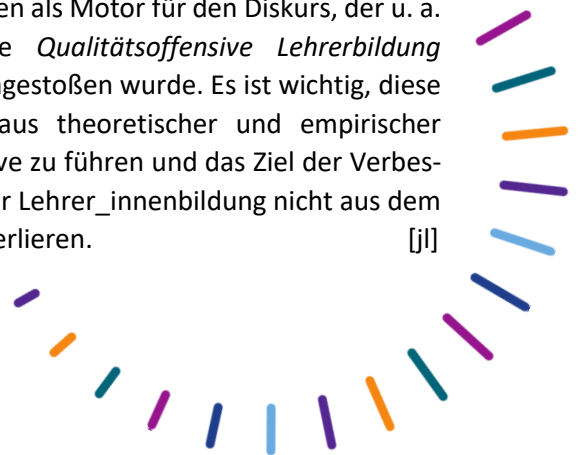 en als Motor für den Diskurs, der u. a.
e Qualitätsoffensive Lehrerbildung
gestoßen wurde. Es ist wichtig, diese
aus theoretischer und empirischer
ve zu führen und das Ziel der Verbes-
r Lehrer_innenbildung nicht aus dem
erlieren. [jl]